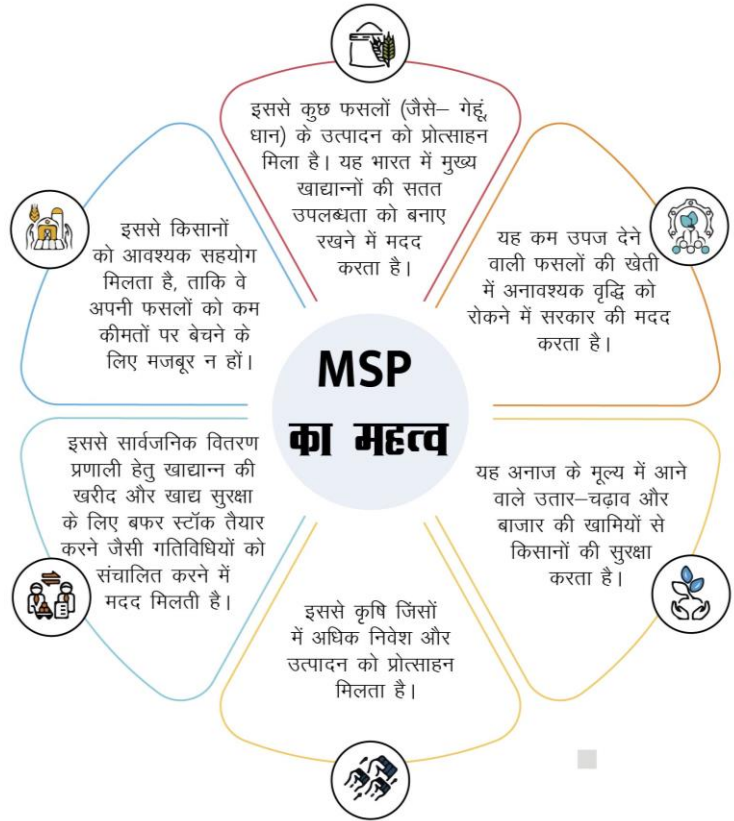 इससे कुछ फसलों (जैसे– गेहूं,
धान) के उत्पादन को प्रोत्साहन
मिला है। यह भारत में मुख्य
खाद्यान्नों की सतत
उपलब्धता को बनाए
रखने में मदद
करता है।
यह कम उपज देने
वाली फसलों की खेती
में अनावश्यक वृद्धि को
रोकने में सरकार की मदद
करता है।
यह अनाज के मूल्य में आने
वाले उतार–चढ़ाव और
बाजार की खामियों से
किसानों की सुरक्षा
करता है।
इससे कृषि जिंसों
में अधिक निवेश और
उत्पादन को प्रोत्साहन
मिलता है।
इससे सार्वजनिक वितरण
प्रणाली हेतु खाद्यान्न की
खरीद और खाद्य सुरक्षा
के लिए बफर स्टॉक तैयार
करने जैसी गतिविधियों को
संचालित करने में
मदद मिलती है।
इससे किसानों
को आवश्यक सहयोग
मिलता है, ताकि वे
अपनी फसलों को कम
कीमतों पर बेचने के
लिए मजबूर न हों।
MSP
का महत्व